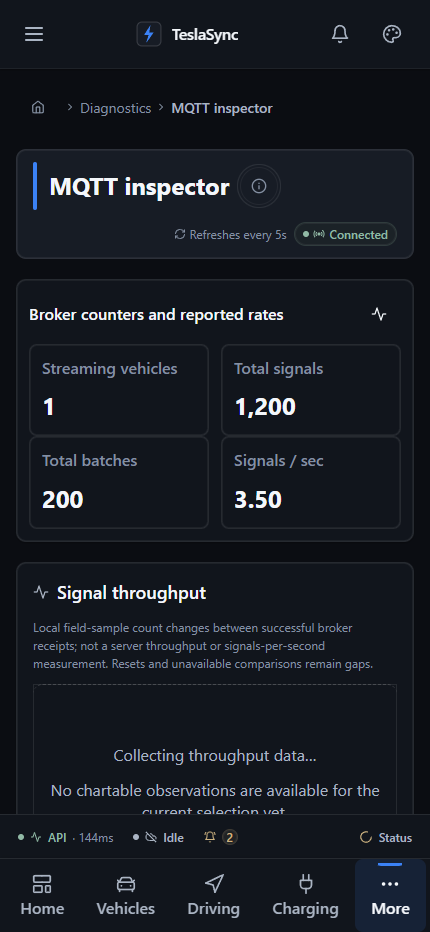 TeslaSync
Diagnostics
MQTT inspector
MQTT inspector
Refreshes every 5s
Connected
Broker counters and reported rates
Streaming vehicles
1
Total signals
1,200
Total batches
200
Signals / sec
3.50
Signal throughput
Local field-sample count changes between successful broker
receipts; not a server throughput or signals-per-second
measurement. Resets and unavailable comparisons remain gaps.
Collecting throughput data...
No chartable observations are available for the
current selection yet
API · 144ms
Idle
2
Status
Home
Vehicles
Driving
Charging
More